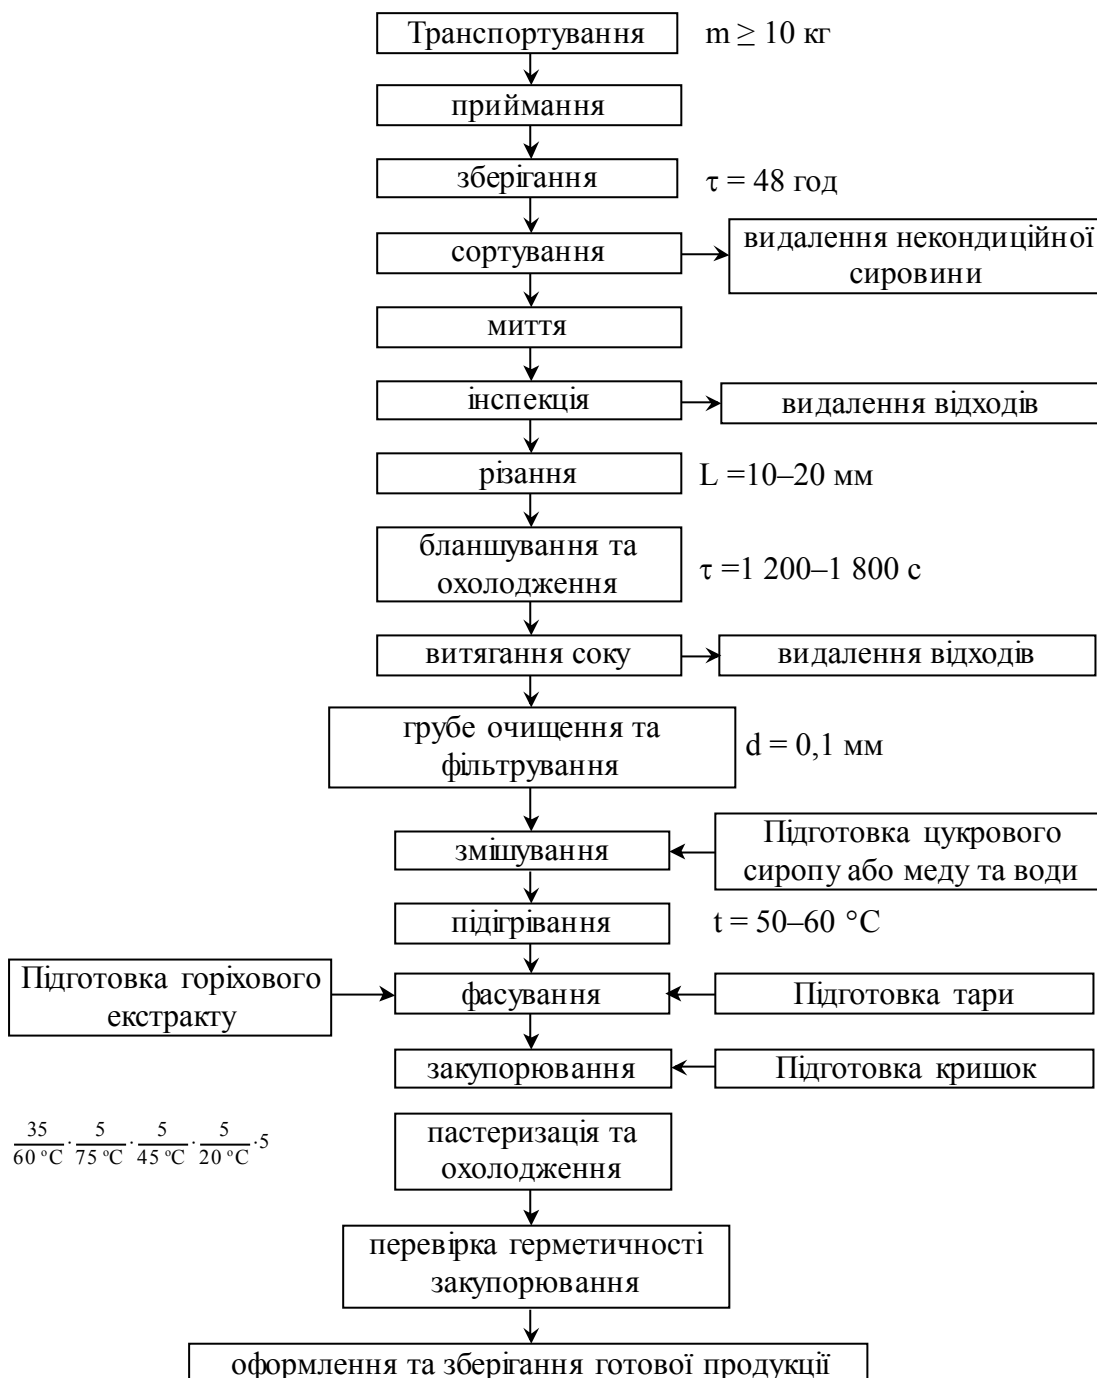 Транспортування
m ≥ 10 кг
приймання
зберігання
τ = 48 год
сортування
видалення некондиційної
сировини
миття
інспекція
видалення відходів
різання
L =10–20 мм
бланшування та
охолодження
τ =1 200–1 800 с
витягання соку
видалення відходів
грубе очищення та
фільтрування
d = 0,1 мм
змішування
Підготовка цукрового
сиропу або меду та води
підігрівання
t = 50–60 °C
Підготовка горіхового
екстракту
фасування
Підготовка тари
закупорювання
Підготовка кришок
35/60 °C · 5/75 °C · 5/45 °C · 5/20 °C · 5
пастеризація та
охолодження
перевірка герметичності
закупорювання
оформлення та зберігання готової продукції